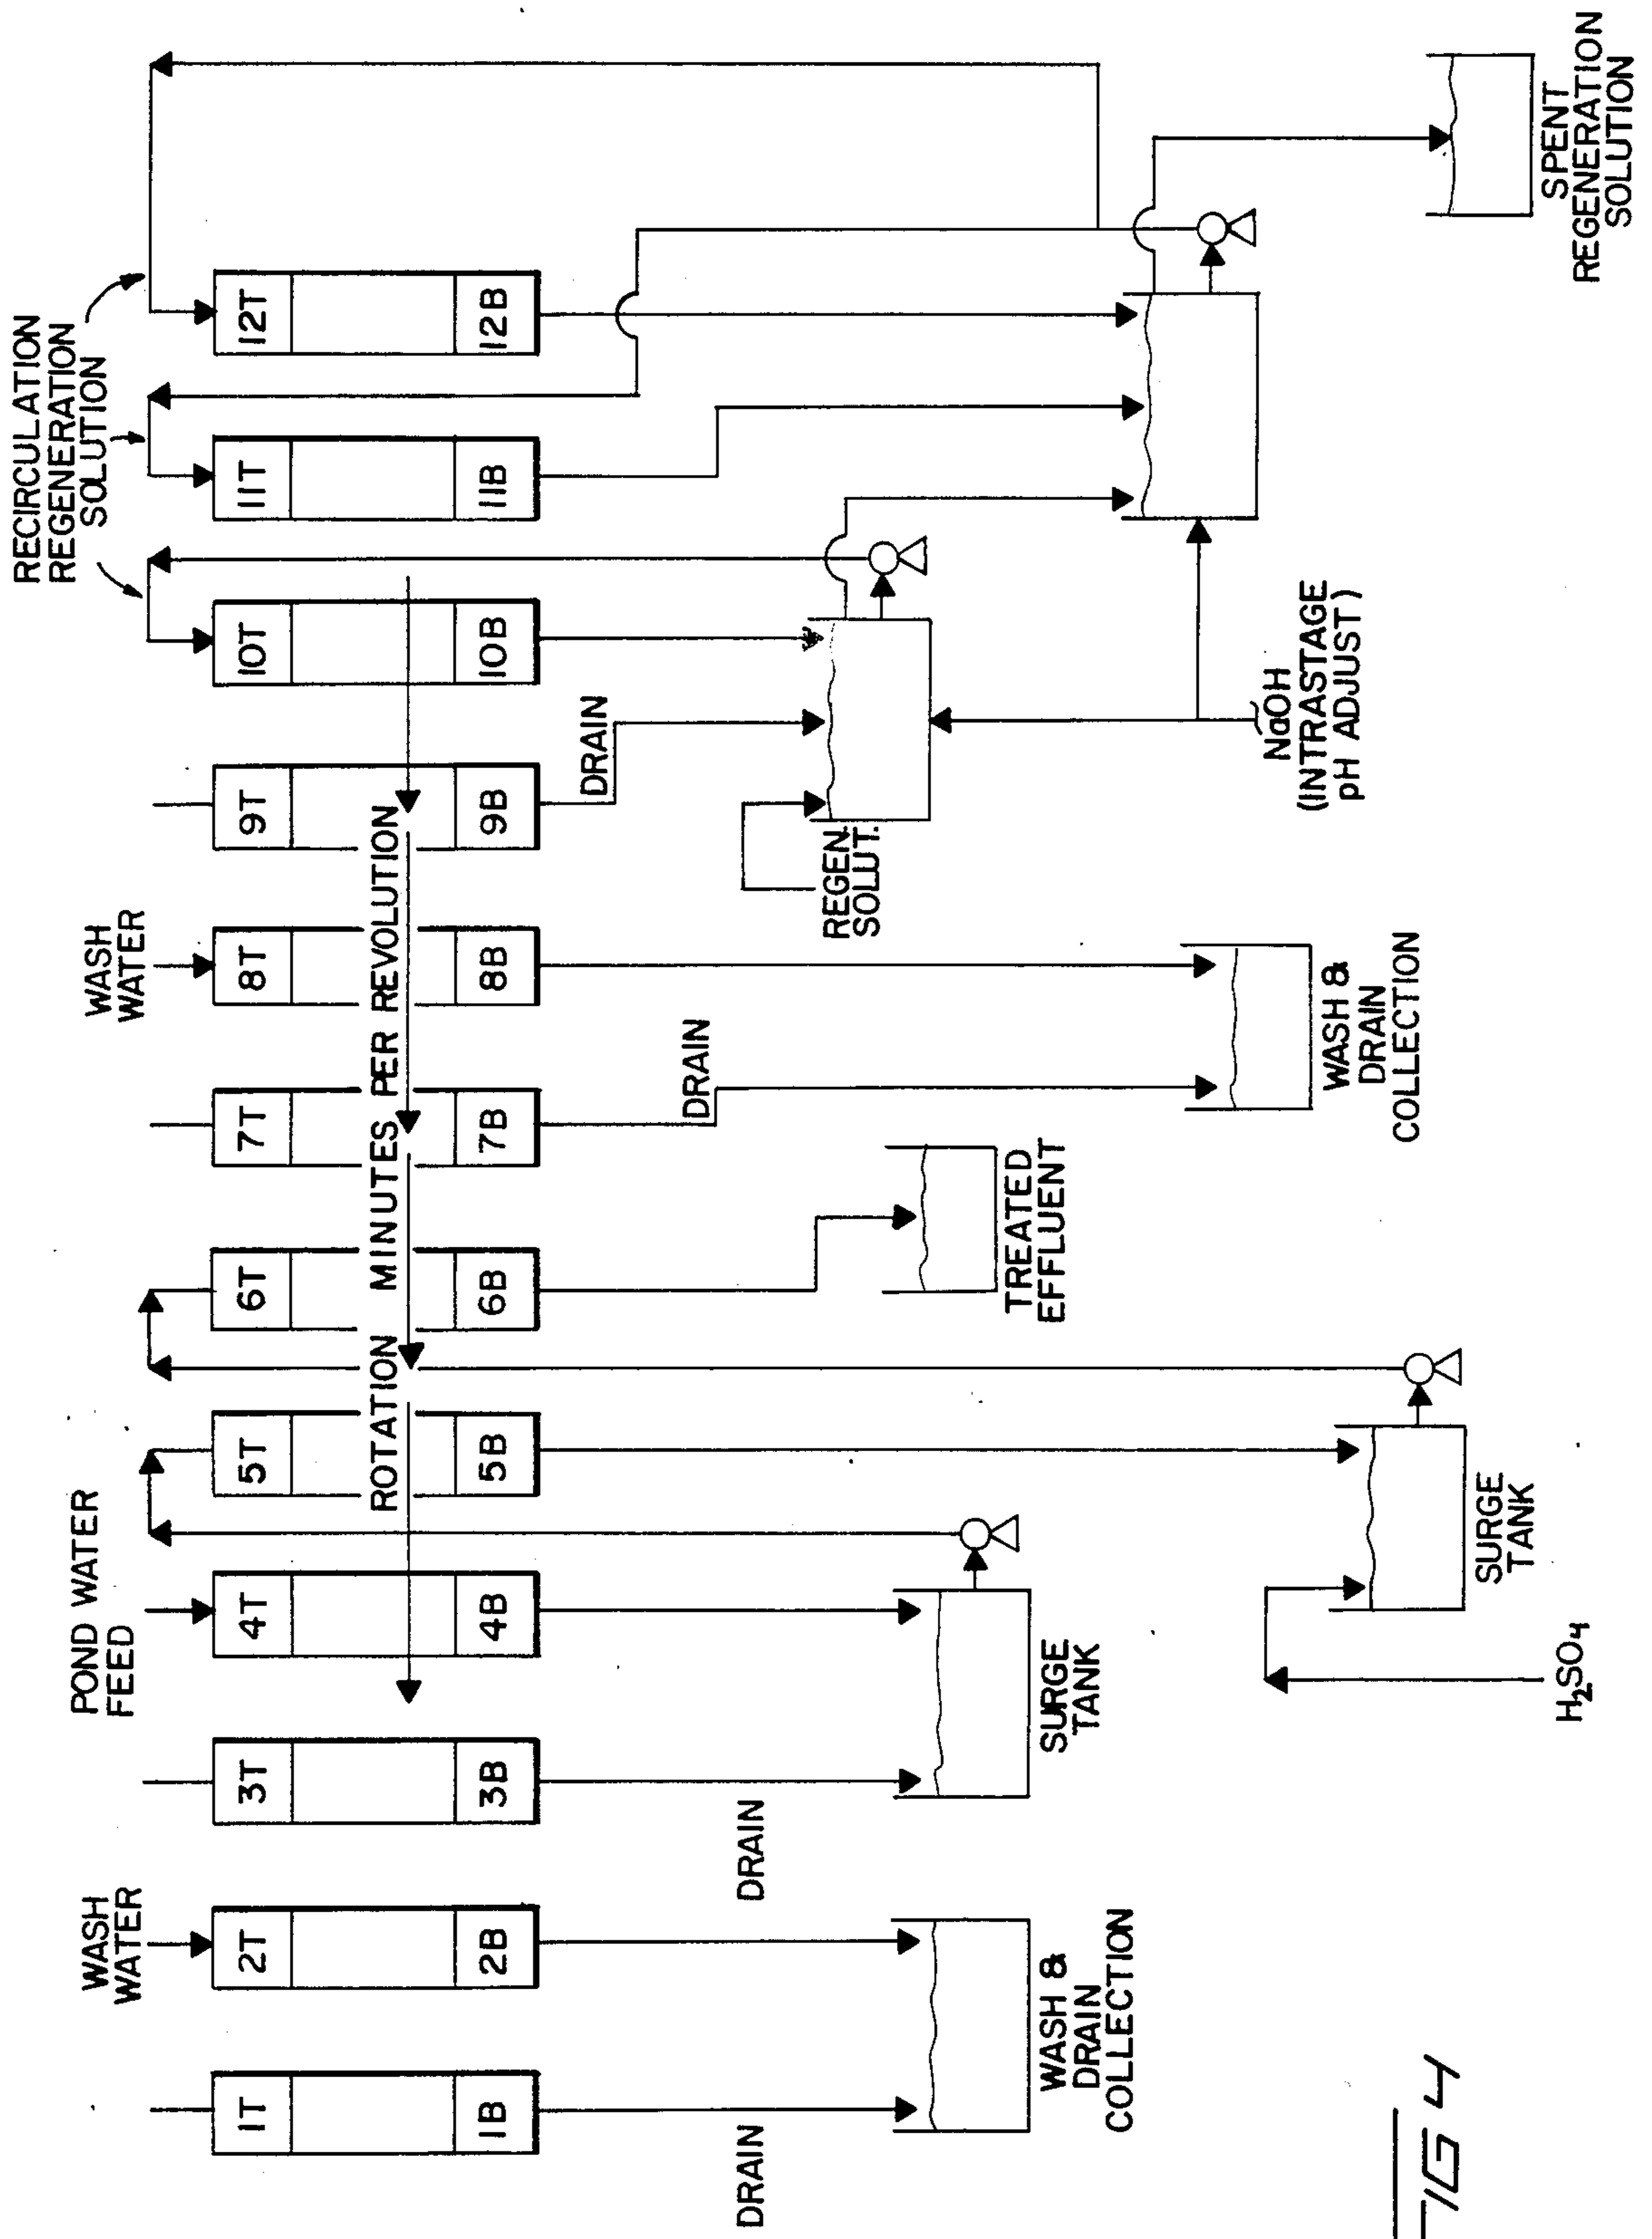 RECIRCULATION
REGENERATION
SOLUTION
WASH
WATER
POND WATER
FEED
WASH
WATER
1T
2T
3T
4T
5T
6T
7T
8T
9T
10T
11T
12T
ROTATION MINUTES PER REVOLUTION
1B
2B
3B
4B
5B
6B
7B
8B
9B
10B
11B
12B
DRAIN
DRAIN
DRAIN
DRAIN
WASH &
DRAIN
COLLECTION
SURGE
TANK
TREATED
EFFLUENT
REGEN.
SOLUT.
WASH &
DRAIN
COLLECTION
NaOH
(INTRASTAGE
pH ADJUST)
SURGE
TANK
H₂SO₄
SPENT
REGENERATION
SOLUTION
FIG 4